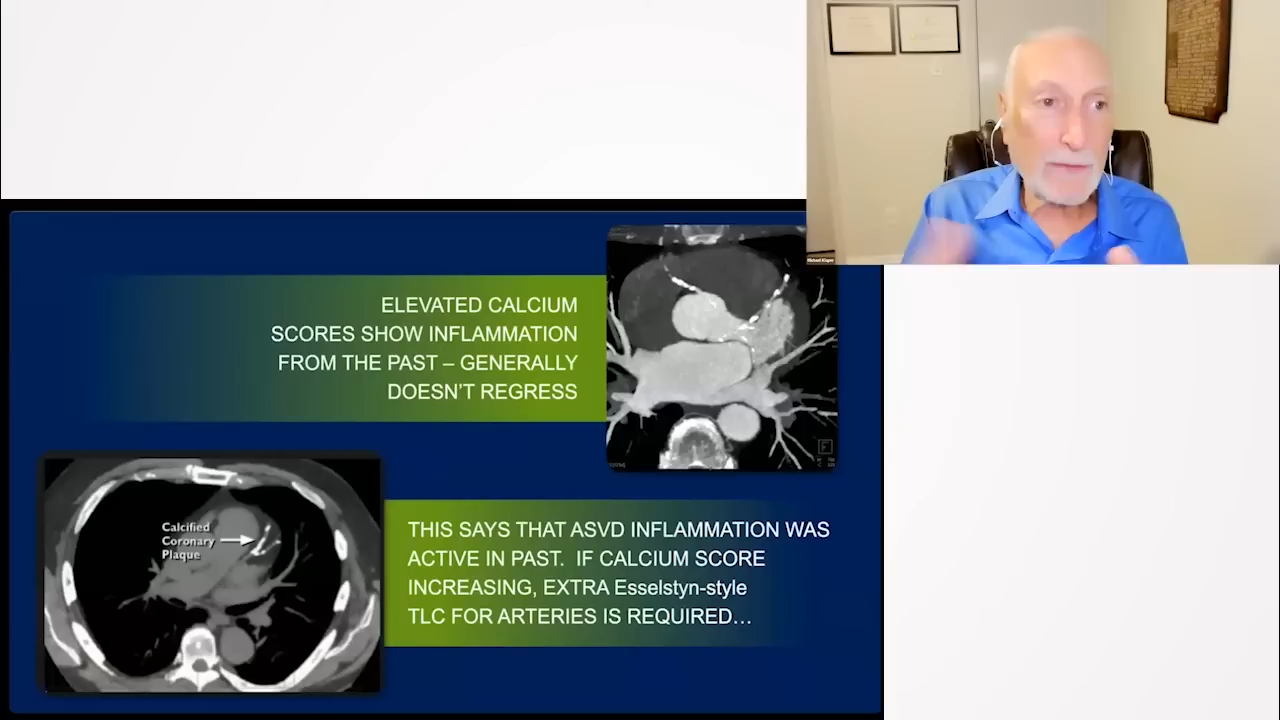 ELEVATED CALCIUM
SCORES SHOW INFLAMMATION
FROM THE PAST – GENERALLY
DOESN’T REGRESS
Calcified
Coronary
Plaque
THIS SAYS THAT ASVD INFLAMMATION WAS
ACTIVE IN PAST.  IF CALCIUM SCORE
INCREASING, EXTRA Esselstyn-style
TLC FOR ARTERIES IS REQUIRED…